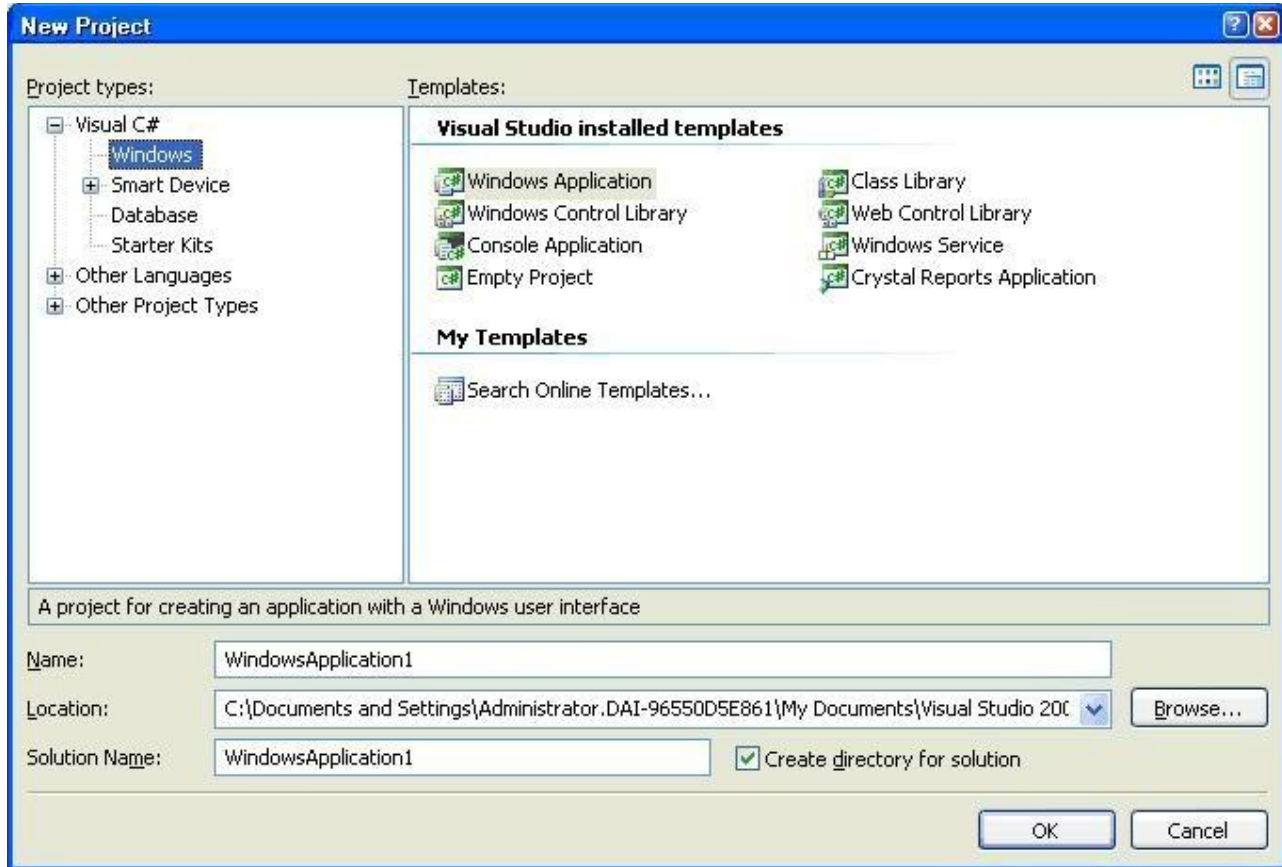 New Project
Project types:
Templates:
Visual C#
Windows
Smart Device
Database
Starter Kits
Other Languages
Other Project Types
Visual Studio installed templates
Windows Application
Class Library
Windows Control Library
Web Control Library
Console Application
Windows Service
Empty Project
Crystal Reports Application
My Templates
Search Online Templates...
A project for creating an application with a Windows user interface
Name:
WindowsApplication1
Location:
C:\Documents and Settings\Administrator.DAI-96550D5E861\My Documents\Visual Studio 200
Browse...
Solution Name:
WindowsApplication1
Create directory for solution
OK
Cancel